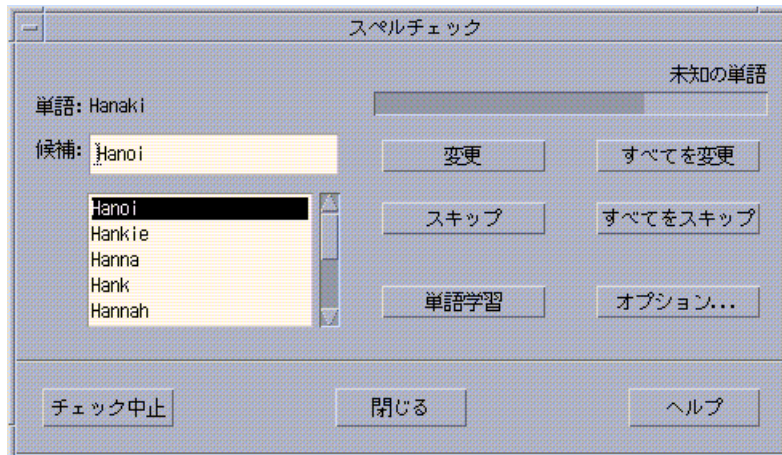 スペルチェック
未知の単語
単語: Hanaki
候補: Hanoi
変更 すべてを変更
Hanoi
Hankie
Hanna
Hank
Hannah
スキップ すべてをスキップ
単語学習 オプション...
チェック中止 閉じる ヘルプ